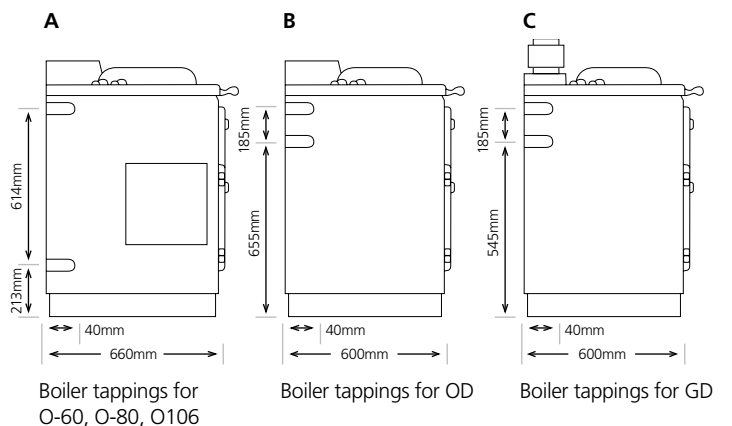 A
B
C
614mm
213mm
185mm
655mm
185mm
545mm
40mm
40mm
40mm
660mm
600mm
600mm
Boiler tappings for
O-60, O-80, O106
Boiler tappings for OD
Boiler tappings for GD